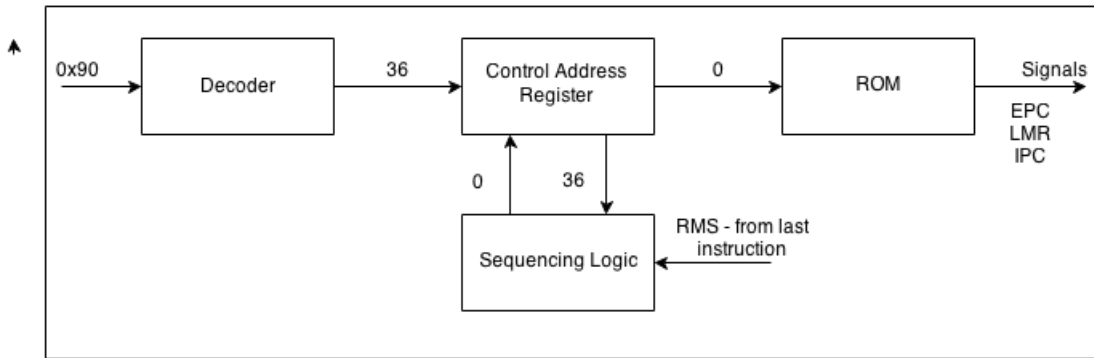 0x90
Decoder
36
Control Address
Register
0
ROM
Signals
EPC
LMR
IPC
0
36
Sequencing Logic
RMS - from last
instruction